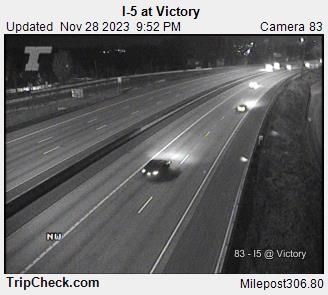 I-5 at Victory
Updated Nov 28 2023 9:52 PM Camera 83
T
NW
83 - I5 @ Victory
TripCheck.com Milepost306.80